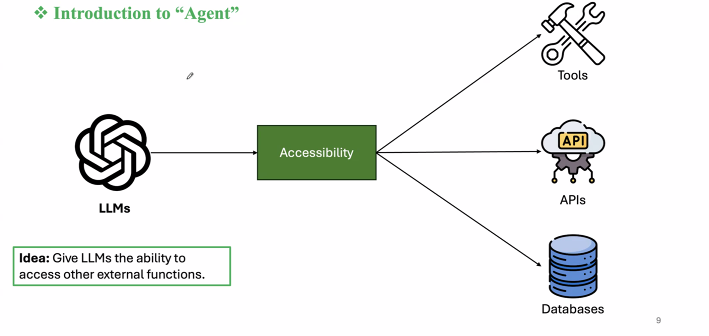 ❖ Introduction to “Agent”
Tools
Accessibility
API
LLMs
APIs
Idea: Give LLMs the ability to
access other external functions.
Databases
9